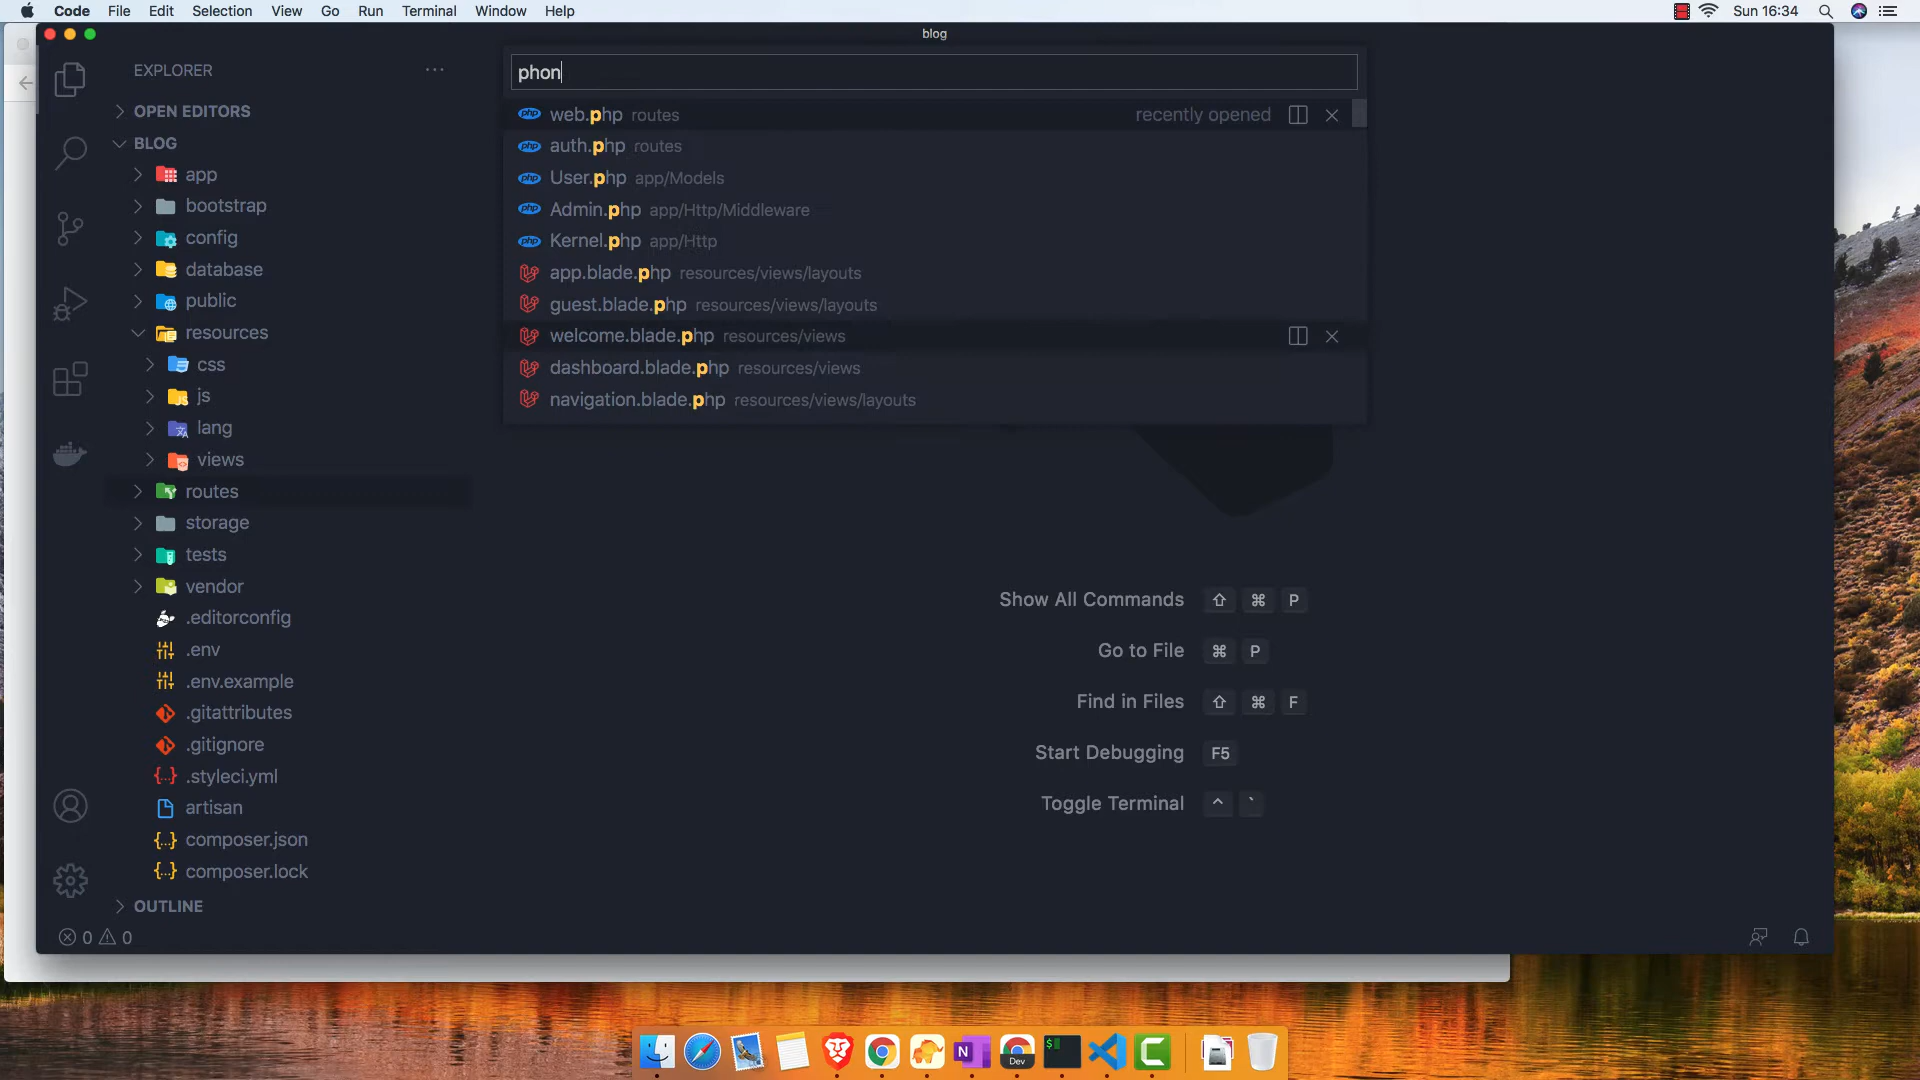 Code File Edit Selection View Go Run Terminal Window Help Sun 16:34
blog
EXPLORER
phon
OPEN EDITORS
web.php routes recently opened
BLOG
auth.php routes
app
User.php app/Models
bootstrap
Admin.php app/Http/Middleware
config
Kernel.php app/Http
database
app.blade.php resources/views/layouts
public
guest.blade.php resources/views/layouts
resources
welcome.blade.php resources/views
css
dashboard.blade.php resources/views
js
navigation.blade.php resources/views/layouts
lang
views
routes
storage
tests
vendor
.editorconfig
.env
.env.example
.gitattributes
.gitignore
.styleci.yml
artisan
composer.json
composer.lock
OUTLINE
0 0
Show All Commands ⇧ ⌘ P
Go to File ⌘ P
Find in Files ⇧ ⌘ F
Start Debugging F5
Toggle Terminal ^ `
N
Dev
$